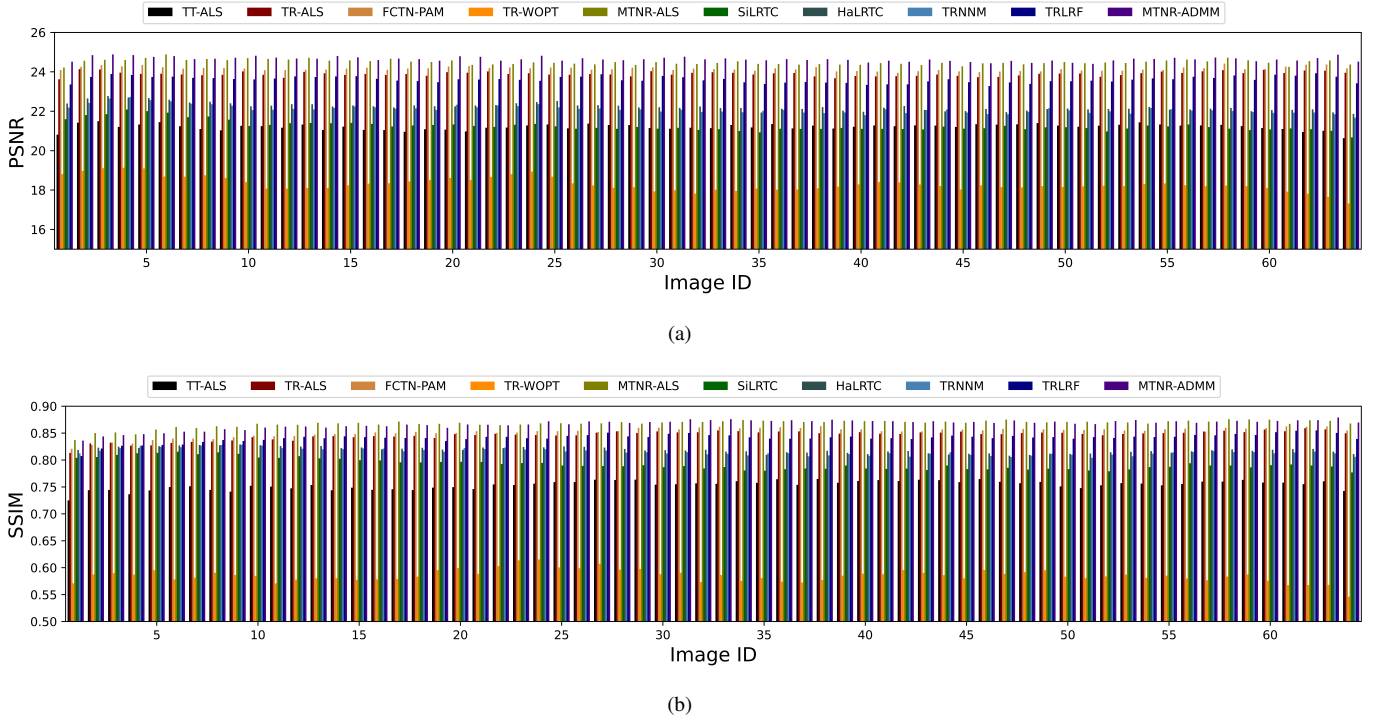 TT-ALS TR-ALS FCTN-PAM TR-WOPT MTNR-ALS SiLRTC HaLRTC TRNNM TRLRF MTNR-ADMM
26
24
22
20
18
16
PSNR
5 10 15 20 25 30 35 40 45 50 55 60
Image ID
(a)
TT-ALS TR-ALS FCTN-PAM TR-WOPT MTNR-ALS SiLRTC HaLRTC TRNNM TRLRF MTNR-ADMM
0.90
0.85
0.80
0.75
0.70
0.65
0.60
0.55
0.50
SSIM
5 10 15 20 25 30 35 40 45 50 55 60
Image ID
(b)